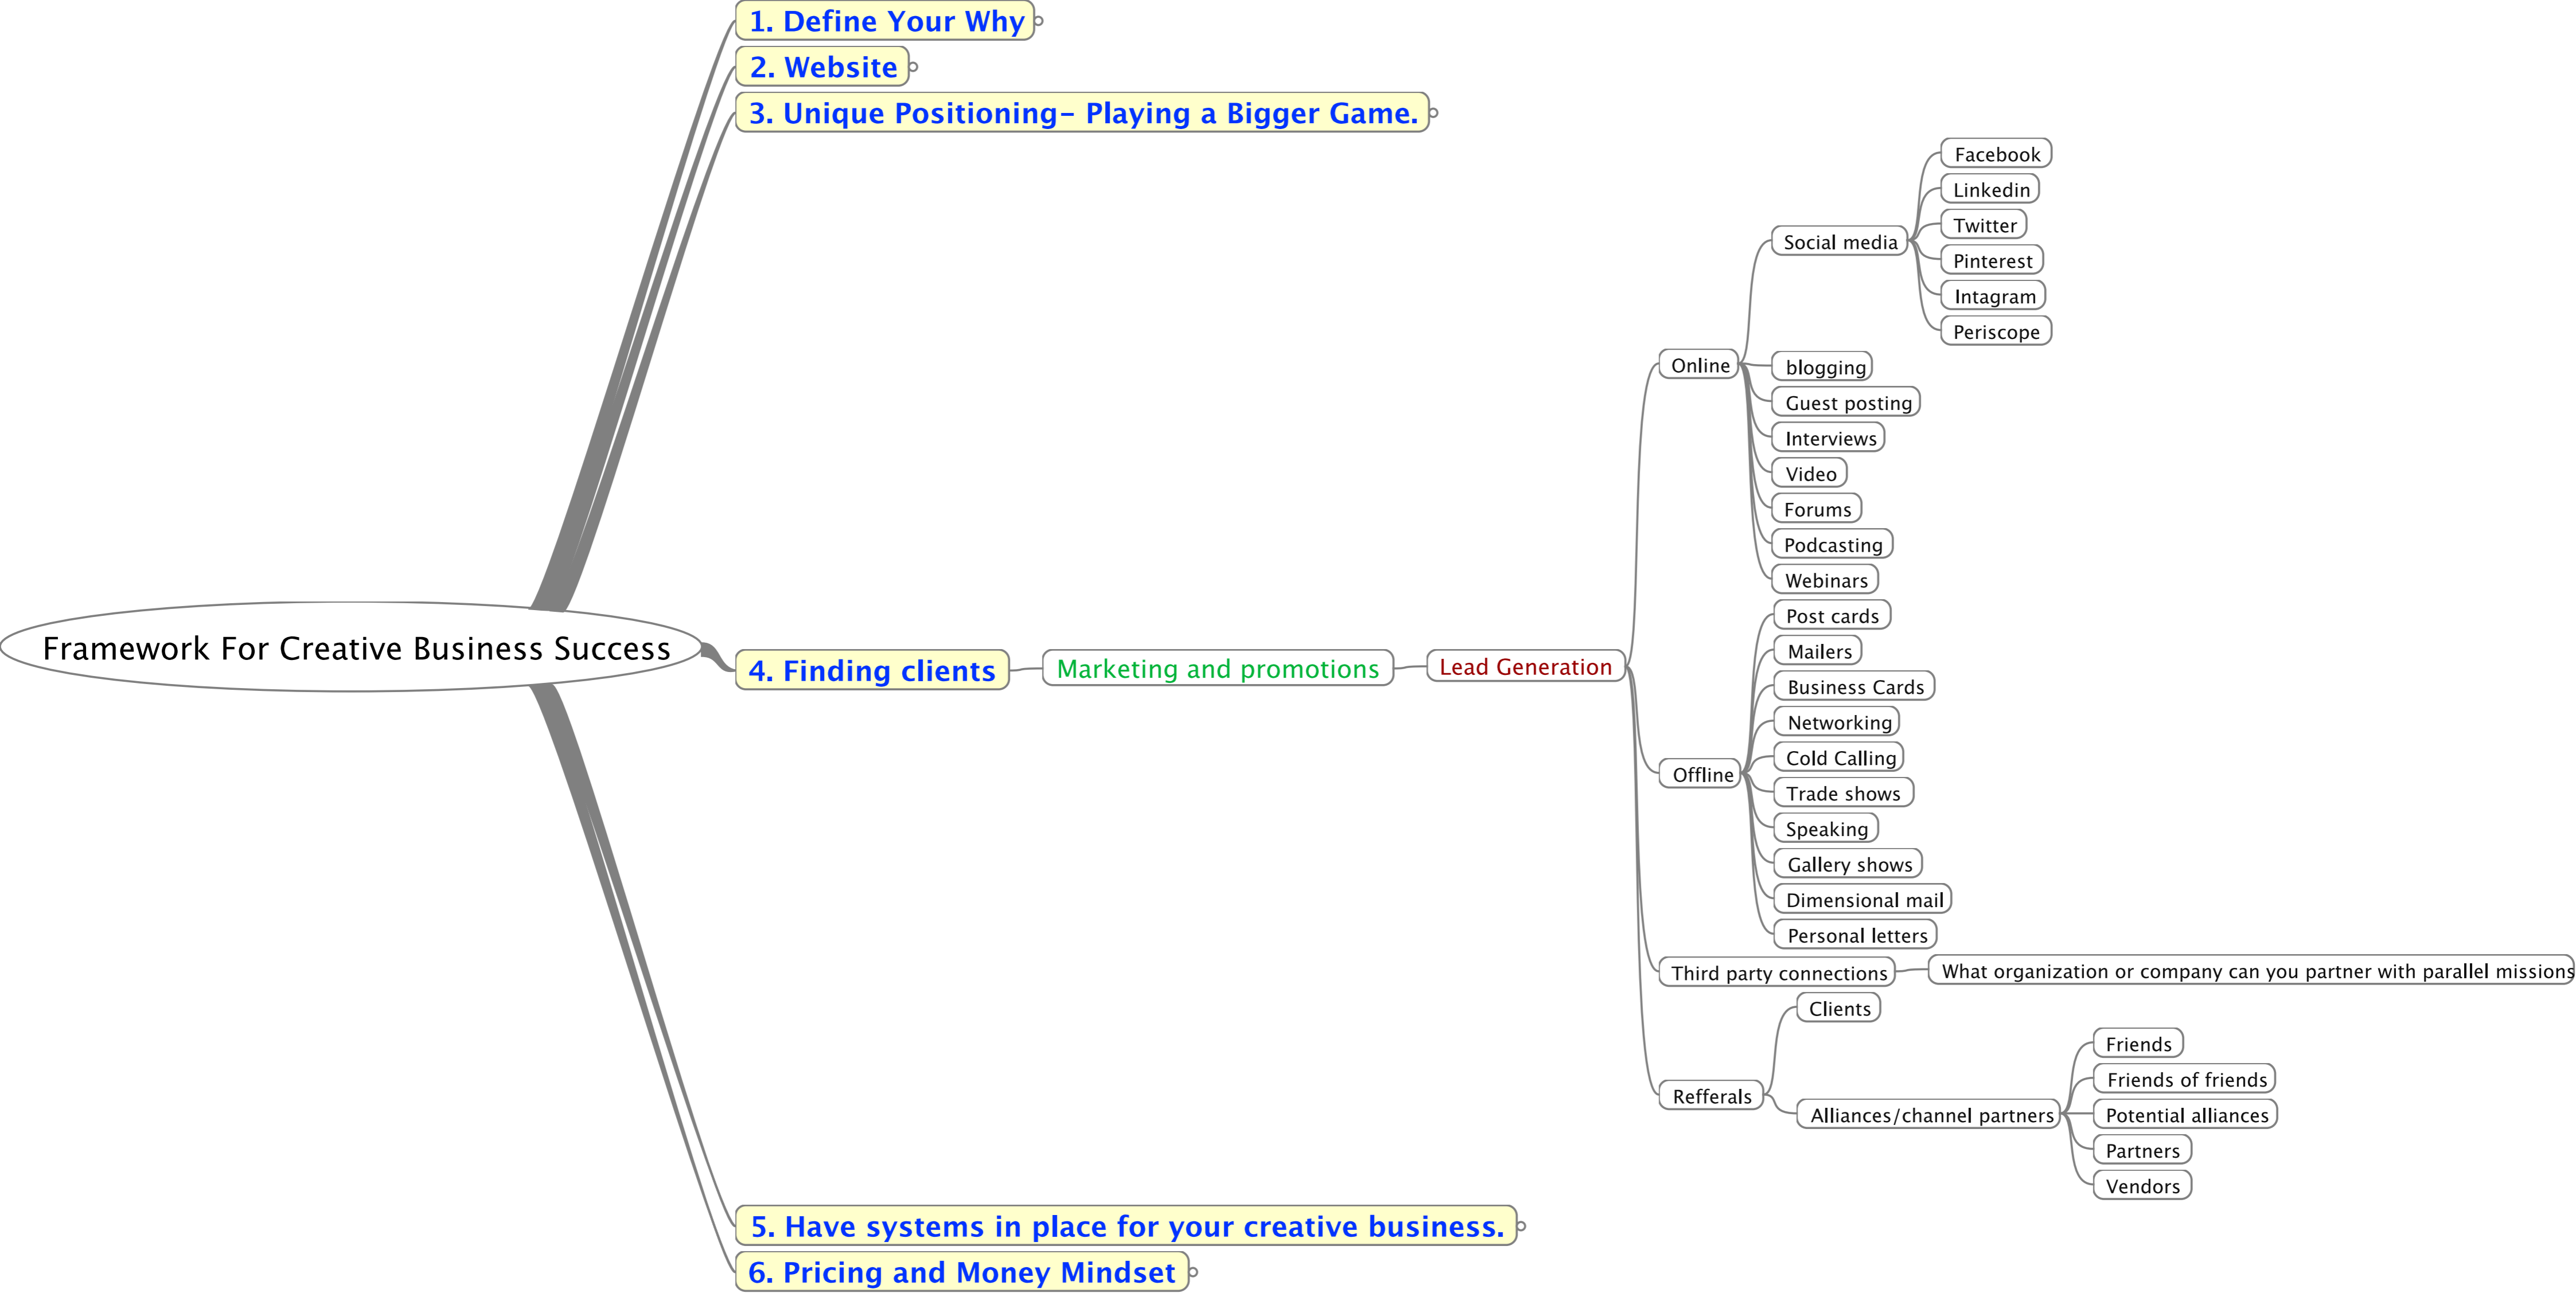 1. Define Your Why
2. Website
3. Unique Positioning- Playing a Bigger Game.
Framework For Creative Business Success
4. Finding clients
Marketing and promotions
Lead Generation
Online
Social media
Facebook
Linkedin
Twitter
Pinterest
Intagram
Periscope
blogging
Guest posting
Interviews
Video
Forums
Podcasting
Webinars
Offline
Post cards
Mailers
Business Cards
Networking
Cold Calling
Trade shows
Speaking
Gallery shows
Dimensional mail
Personal letters
Third party connections
What organization or company can you partner with parallel missions
Refferals
Clients
Alliances/channel partners
Friends
Friends of friends
Potential alliances
Partners
Vendors
5. Have systems in place for your creative business.
6. Pricing and Money Mindset